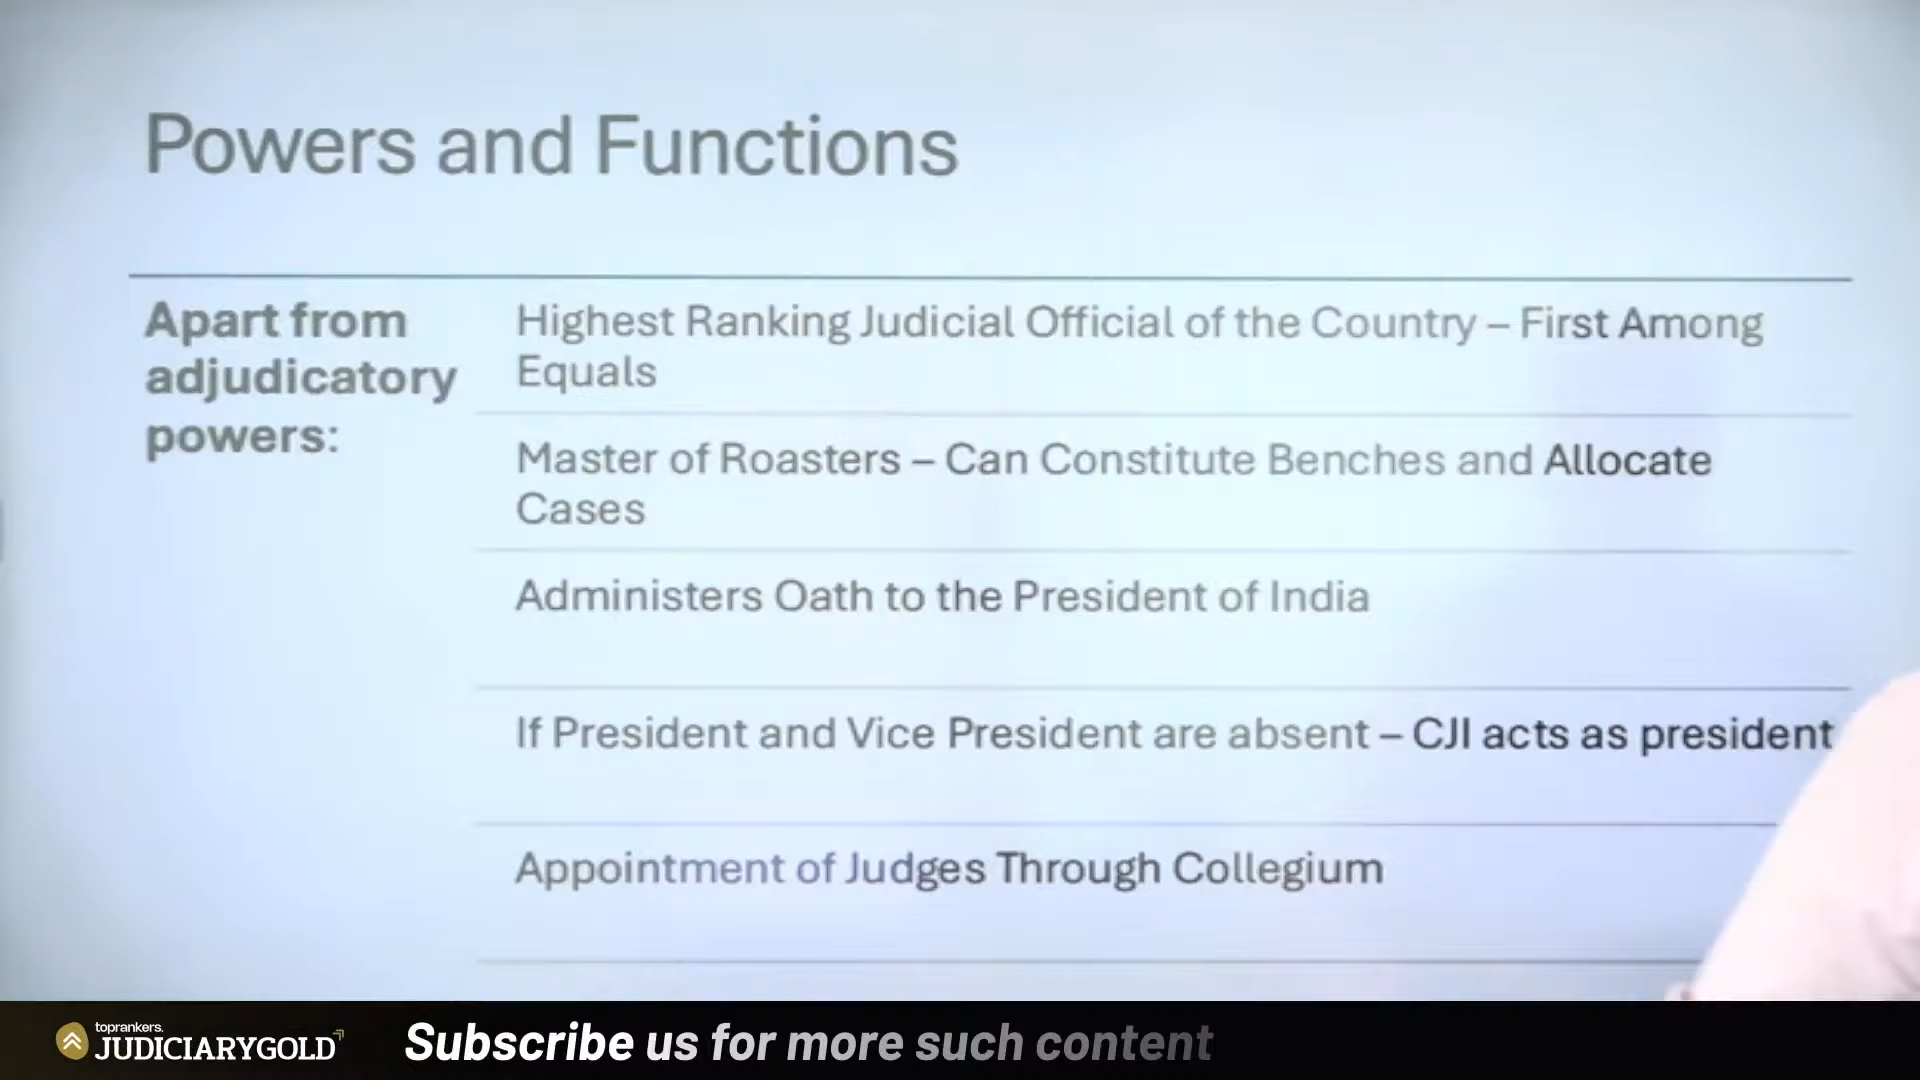 Powers and Functions
Apart from
adjudicatory
powers:
Highest Ranking Judicial Official of the Country – First Among
Equals
Master of Roasters – Can Constitute Benches and Allocate
Cases
Administers Oath to the President of India
If President and Vice President are absent – CJI acts as president
Appointment of Judges Through Collegium
toprankers.
JUDICIARYGOLD
Subscribe us for more such content